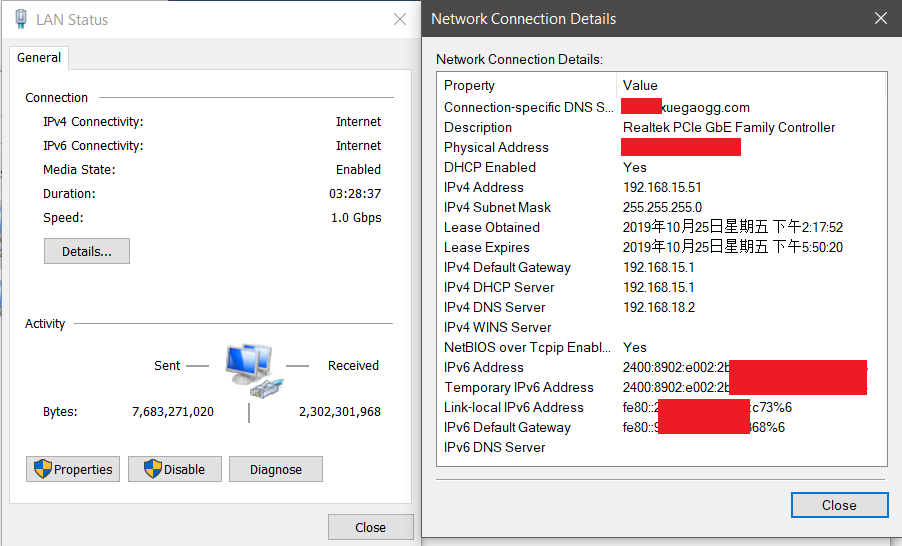 LAN Status
General
Connection
IPv4 Connectivity: Internet
IPv6 Connectivity: Internet
Media State: Enabled
Duration: 03:28:37
Speed: 1.0 Gbps
Details...
Activity
Sent Received
Bytes: 7,683,271,020 2,302,301,968
Properties Disable Diagnose
Close
Network Connection Details
Network Connection Details:
Property Value
Connection-specific DNS S... xuegaogg.com
Description Realtek PCIe GbE Family Controller
Physical Address
DHCP Enabled Yes
IPv4 Address 192.168.15.51
IPv4 Subnet Mask 255.255.255.0
Lease Obtained 2019年10月25日星期五 下午2:17:52
Lease Expires 2019年10月25日星期五 下午5:50:20
IPv4 Default Gateway 192.168.15.1
IPv4 DHCP Server 192.168.15.1
IPv4 DNS Server 192.168.18.2
IPv4 WINS Server
NetBIOS over Tcpip Enabl... Yes
IPv6 Address 2400:8902:e002:2b
Temporary IPv6 Address 2400:8902:e002:2b
Link-local IPv6 Address fe80::2 :c73%6
IPv6 Default Gateway fe80::9 368%6
IPv6 DNS Server
Close